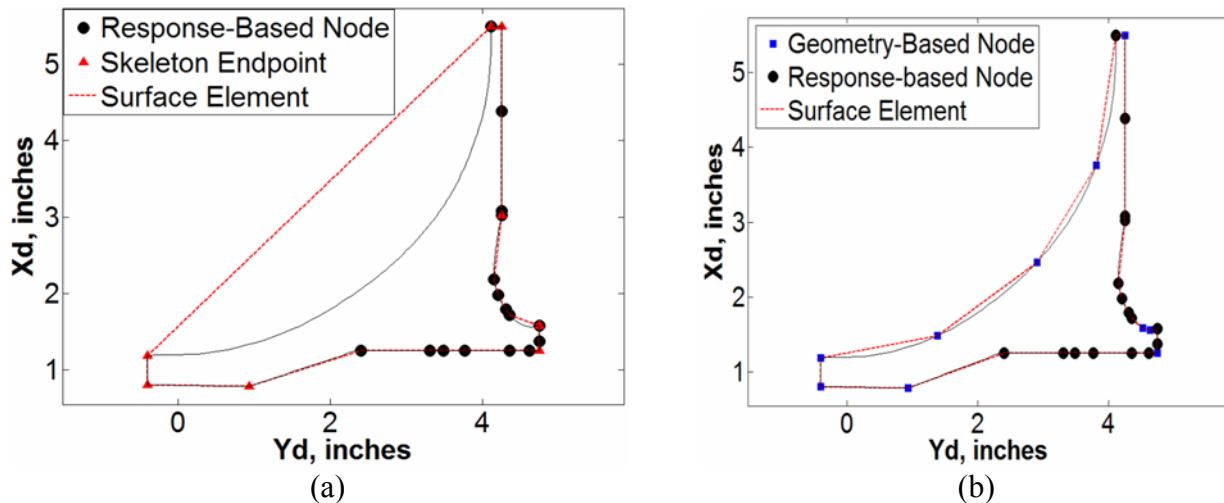 Response-Based Node
Skeleton Endpoint
Surface Element
5
4
3
2
1
0
2
4
Xd, inches
Yd, inches
(a)
Geometry-Based Node
Response-based Node
Surface Element
5
4
3
2
1
0
2
4
Xd, inches
Yd, inches
(b)